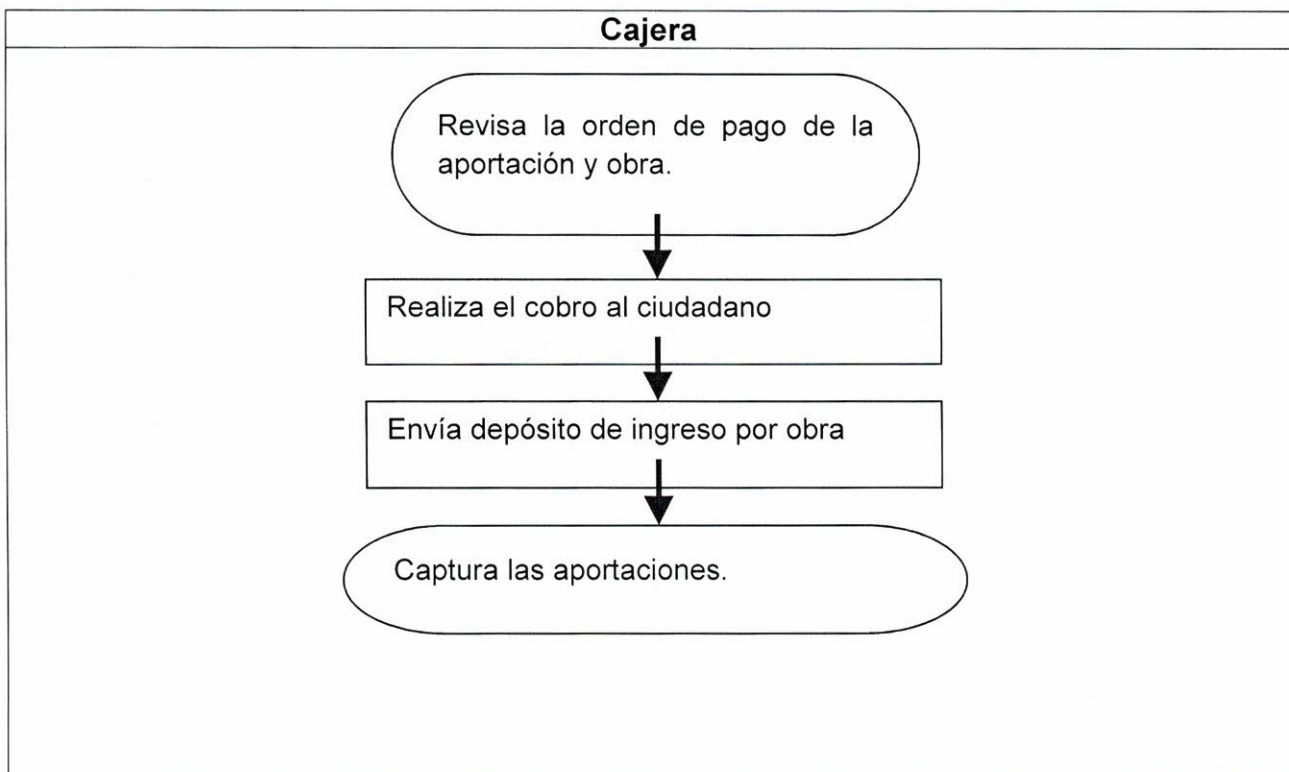 Cajera
Revisa la orden de pago de la
aportación y obra.
Realiza el cobro al ciudadano
Envía depósito de ingreso por obra
Captura las aportaciones.